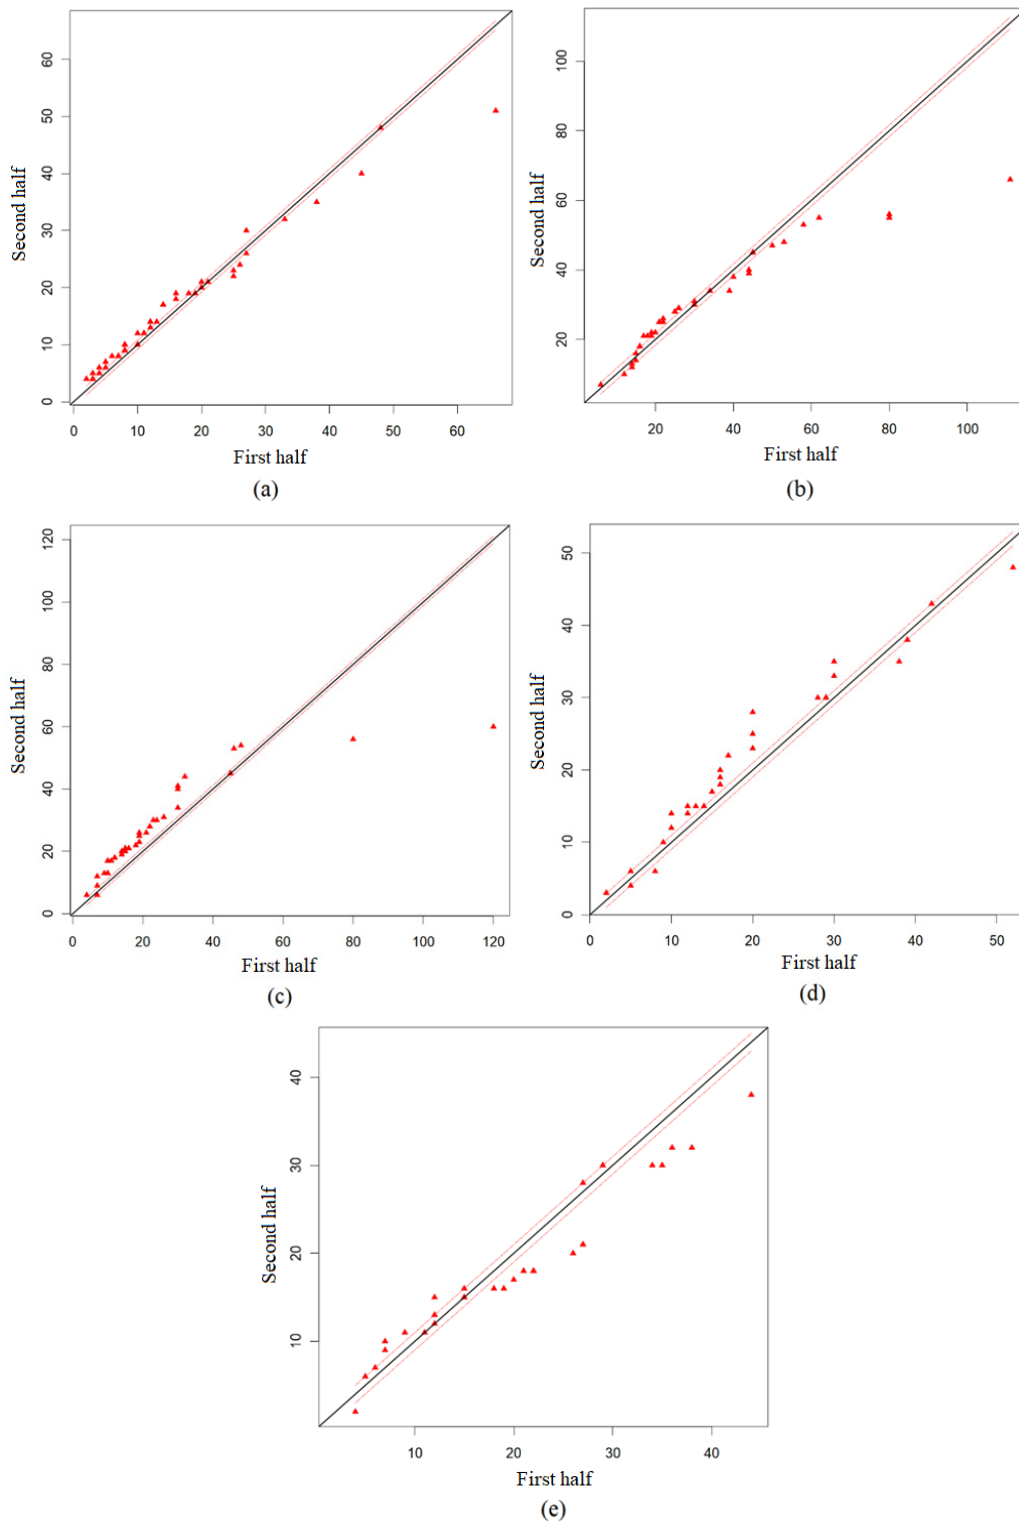 60
50
40
30
20
10
0
Second half
0 10 20 30 40 50 60
First half
(a)
100
80
60
40
20
Second half
20 40 60 80 100
First half
(b)
120
100
80
60
40
20
0
Second half
0 20 40 60 80 100 120
First half
(c)
50
40
30
20
10
0
Second half
0 10 20 30 40 50
First half
(d)
40
30
20
10
Second half
10 20 30 40
First half
(e)